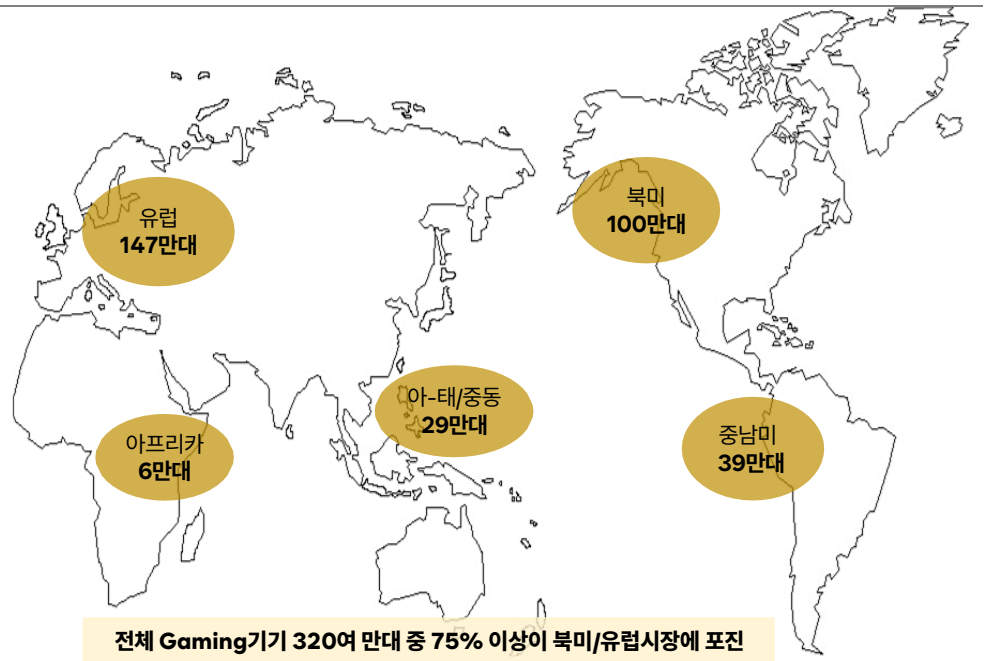 유럽
147만대
북미
100만대
아-태/중동
29만대
아프리카
6만대
중남미
39만대
전체 Gaming기기 320여 만대 중 75% 이상이 북미/유럽시장에 포진